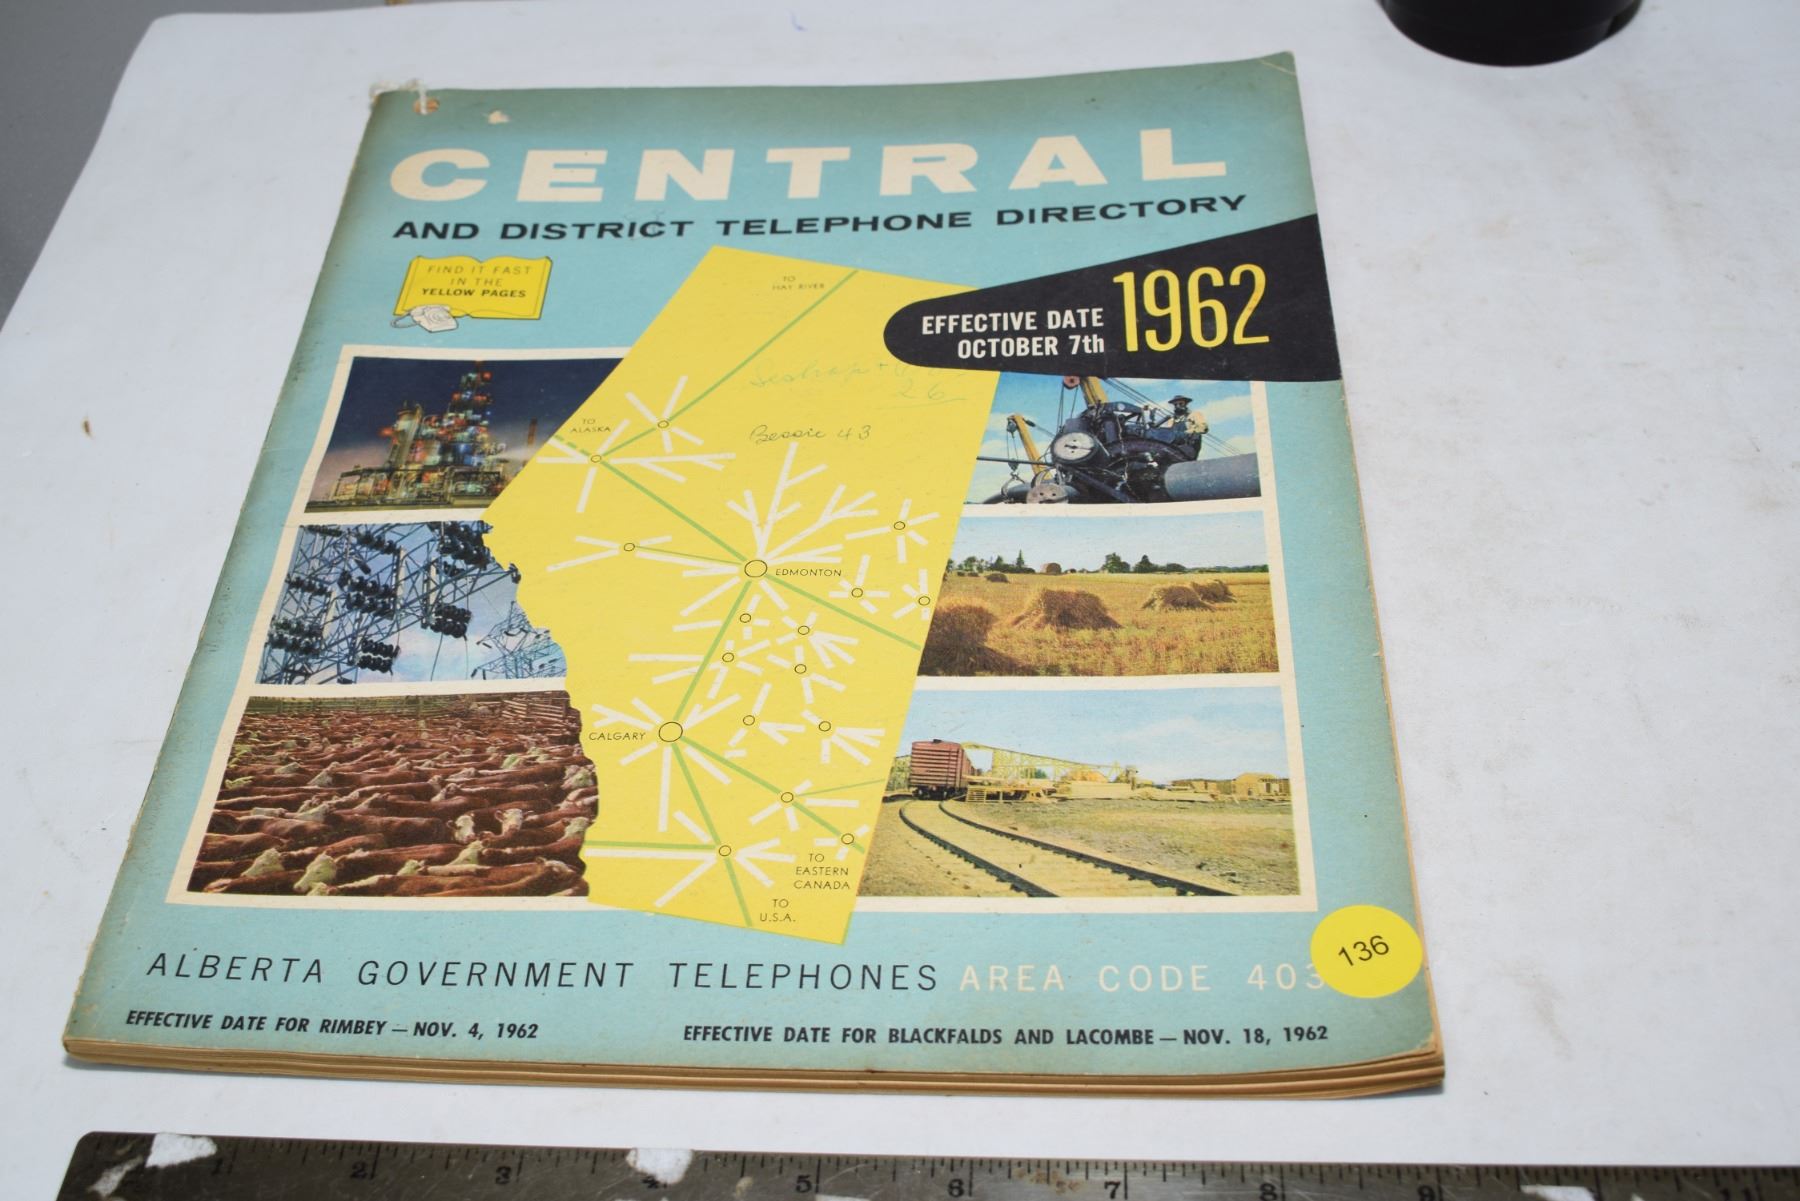 CENTRAL
AND DISTRICT TELEPHONE DIRECTORY
FIND IT FAST
IN THE
YELLOW PAGES
EFFECTIVE DATE
OCTOBER 7th
1962
TO
HAY RIVER
26
TO
ALASKA
Bessie 43
EDMONTON
CALGARY
TO
EASTERN
CANADA
TO
U.S.A.
ALBERTA GOVERNMENT TELEPHONES AREA CODE 403
136
EFFECTIVE DATE FOR RIMBEY — NOV. 4, 1962
EFFECTIVE DATE FOR BLACKFALDS AND LACOMBE — NOV. 18, 1962
1 2 3 4 5 6 7 8 9